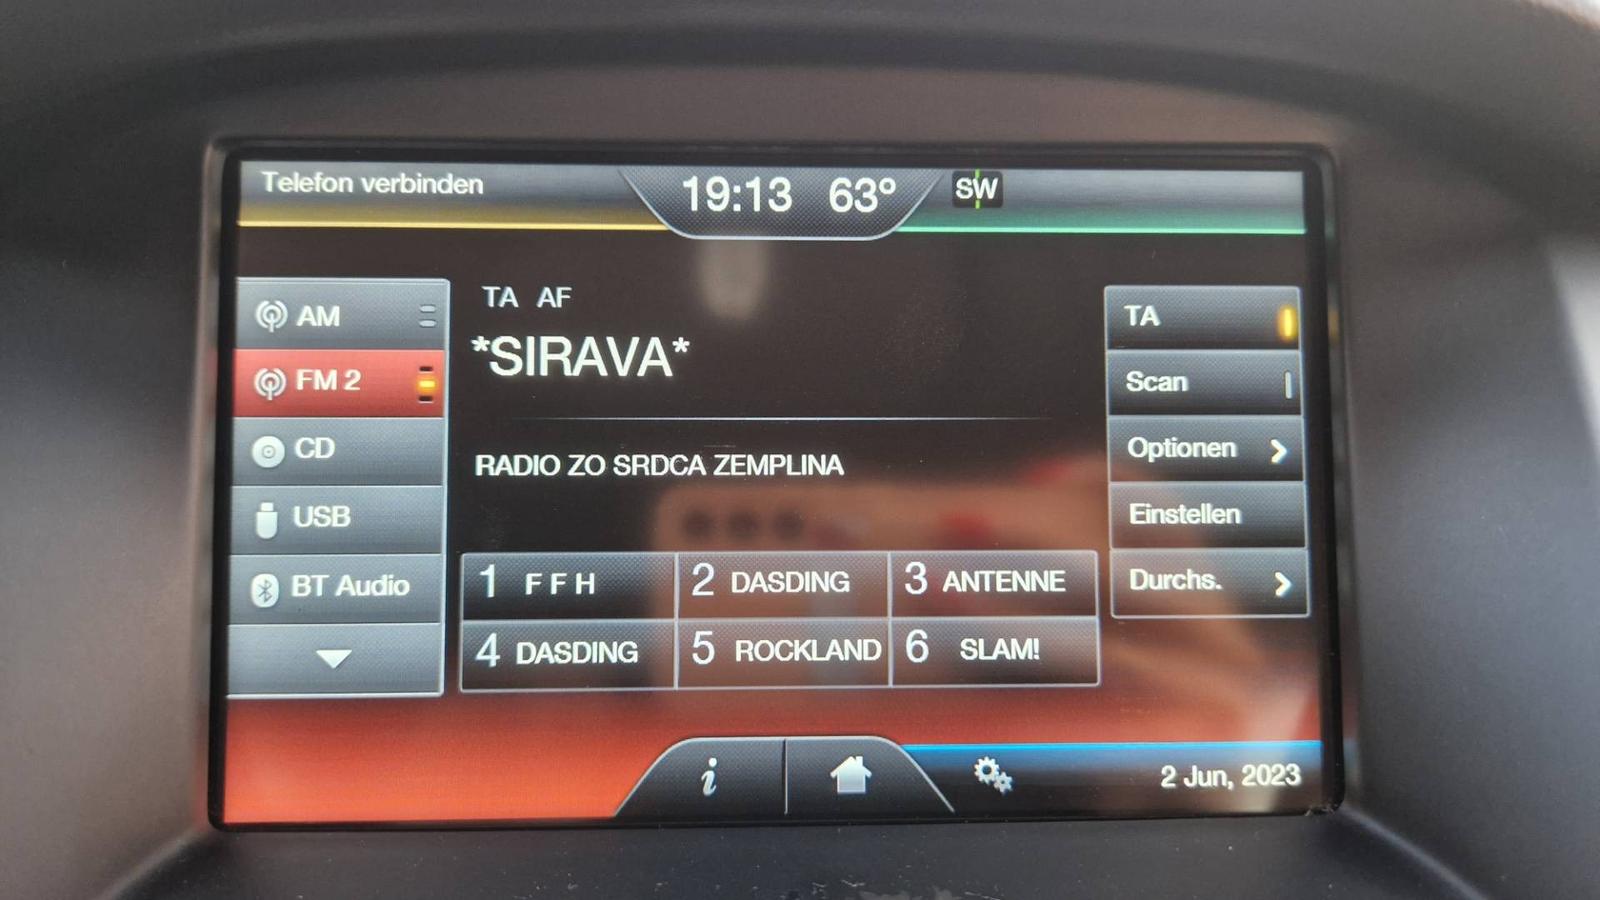 Telefon verbinden
19:13 63°
SW
AM
FM 2
CD
USB
BT Audio
TA AF
*SIRAVA*
RADIO ZO SRDCA ZEMPLINA
1 F F H
2 DASDING
3 ANTENNE
4 DASDING
5 ROCKLAND
6 SLAM!
TA
Scan
Optionen
Einstellen
Durchs.
i
2 Jun, 2023